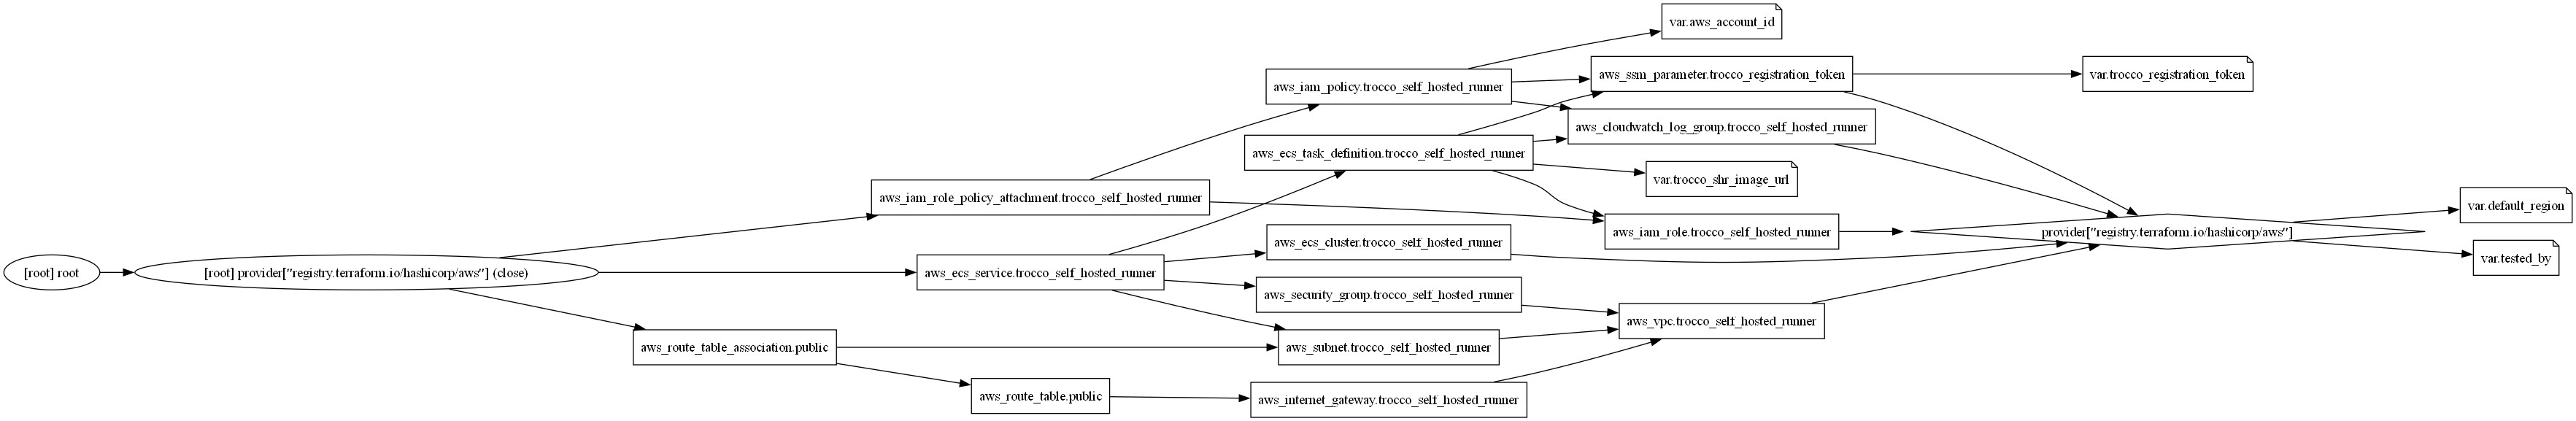 [root] root
[root] provider["registry.terraform.io/hashicorp/aws"] (close)
aws_route_table_association.public
aws_iam_role_policy_attachment.trocco_self_hosted_runner
aws_ecs_service.trocco_self_hosted_runner
aws_route_table.public
aws_iam_policy.trocco_self_hosted_runner
aws_ecs_task_definition.trocco_self_hosted_runner
aws_ecs_cluster.trocco_self_hosted_runner
aws_security_group.trocco_self_hosted_runner
aws_subnet.trocco_self_hosted_runner
aws_internet_gateway.trocco_self_hosted_runner
var.aws_account_id
aws_ssm_parameter.trocco_registration_token
aws_cloudwatch_log_group.trocco_self_hosted_runner
var.trocco_shr_image_url
aws_iam_role.trocco_self_hosted_runner
aws_vpc.trocco_self_hosted_runner
var.trocco_registration_token
provider["registry.terraform.io/hashicorp/aws"]
var.default_region
var.tested_by